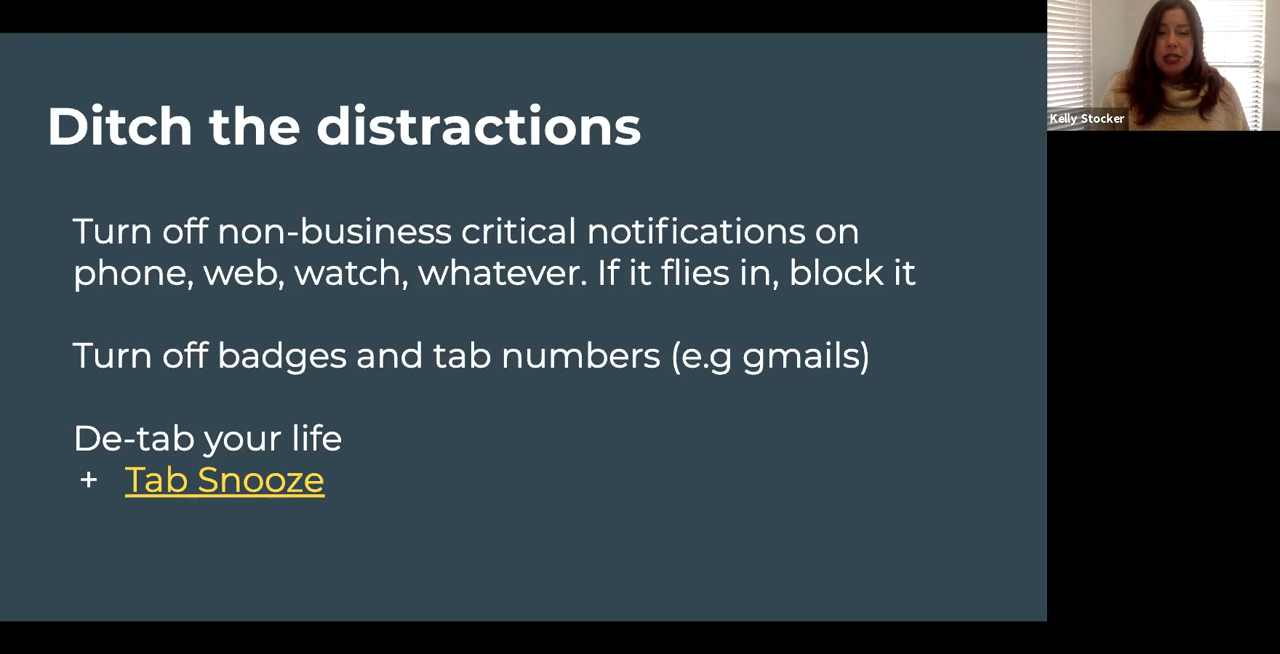 Ditch the distractions
Turn off non-business critical notifications on
phone, web, watch, whatever. If it flies in, block it
Turn off badges and tab numbers (e.g gmails)
De-tab your life
+ Tab Snooze
Kelly Stocker